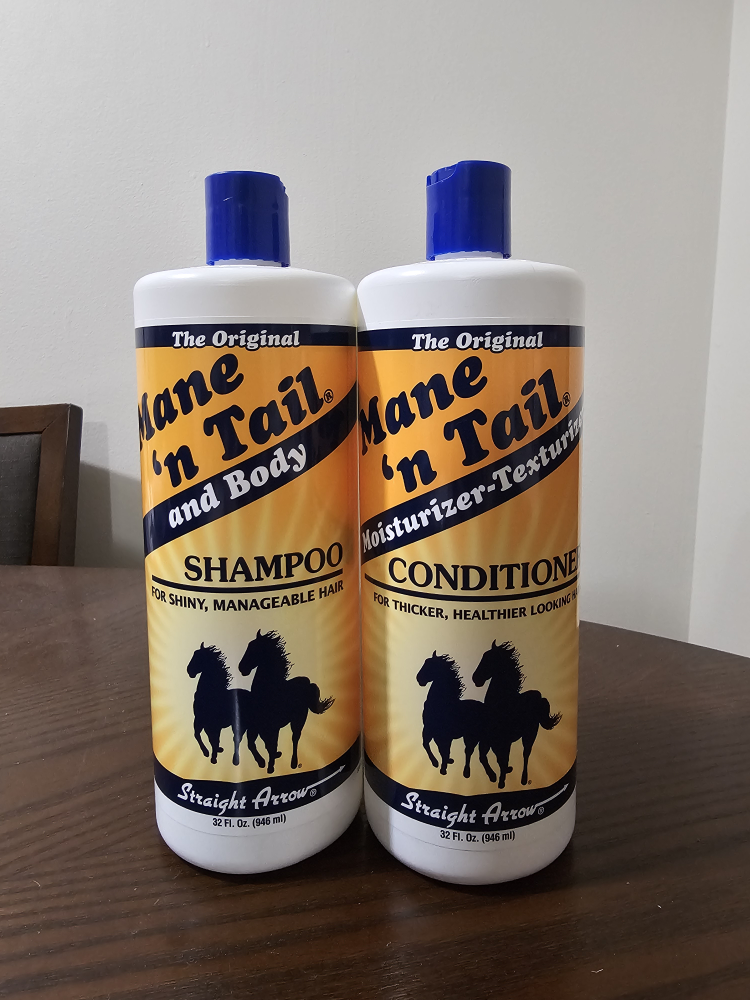 The Original
Mane
'n Tail®
and Body
SHAMPOO
FOR SHINY, MANAGEABLE HAIR
Straight Arrow®
32 Fl. Oz. (946 ml)
The Original
Mane
'n Tail®
Moisturizer-Texturize
CONDITIONE
FOR THICKER, HEALTHIER LOOKING
Straight Arrow®
32 Fl. Oz. (946 ml)